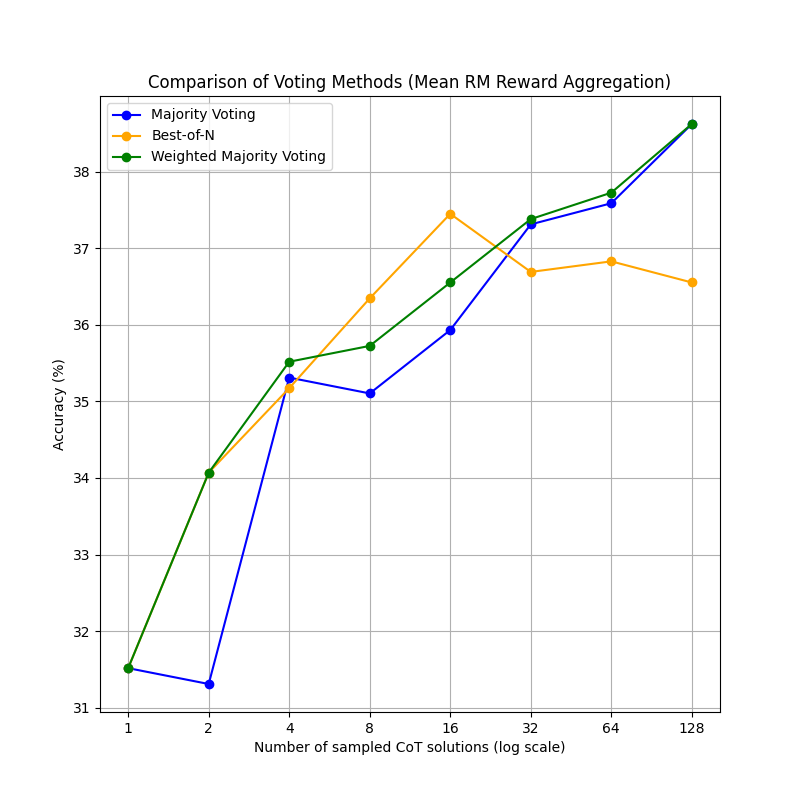 Comparison of Voting Methods (Mean RM Reward Aggregation)
Majority Voting
Best-of-N
Weighted Majority Voting
38
37
36
35
34
33
32
31
Accuracy (%)
1 2 4 8 16 32 64 128
Number of sampled CoT solutions (log scale)